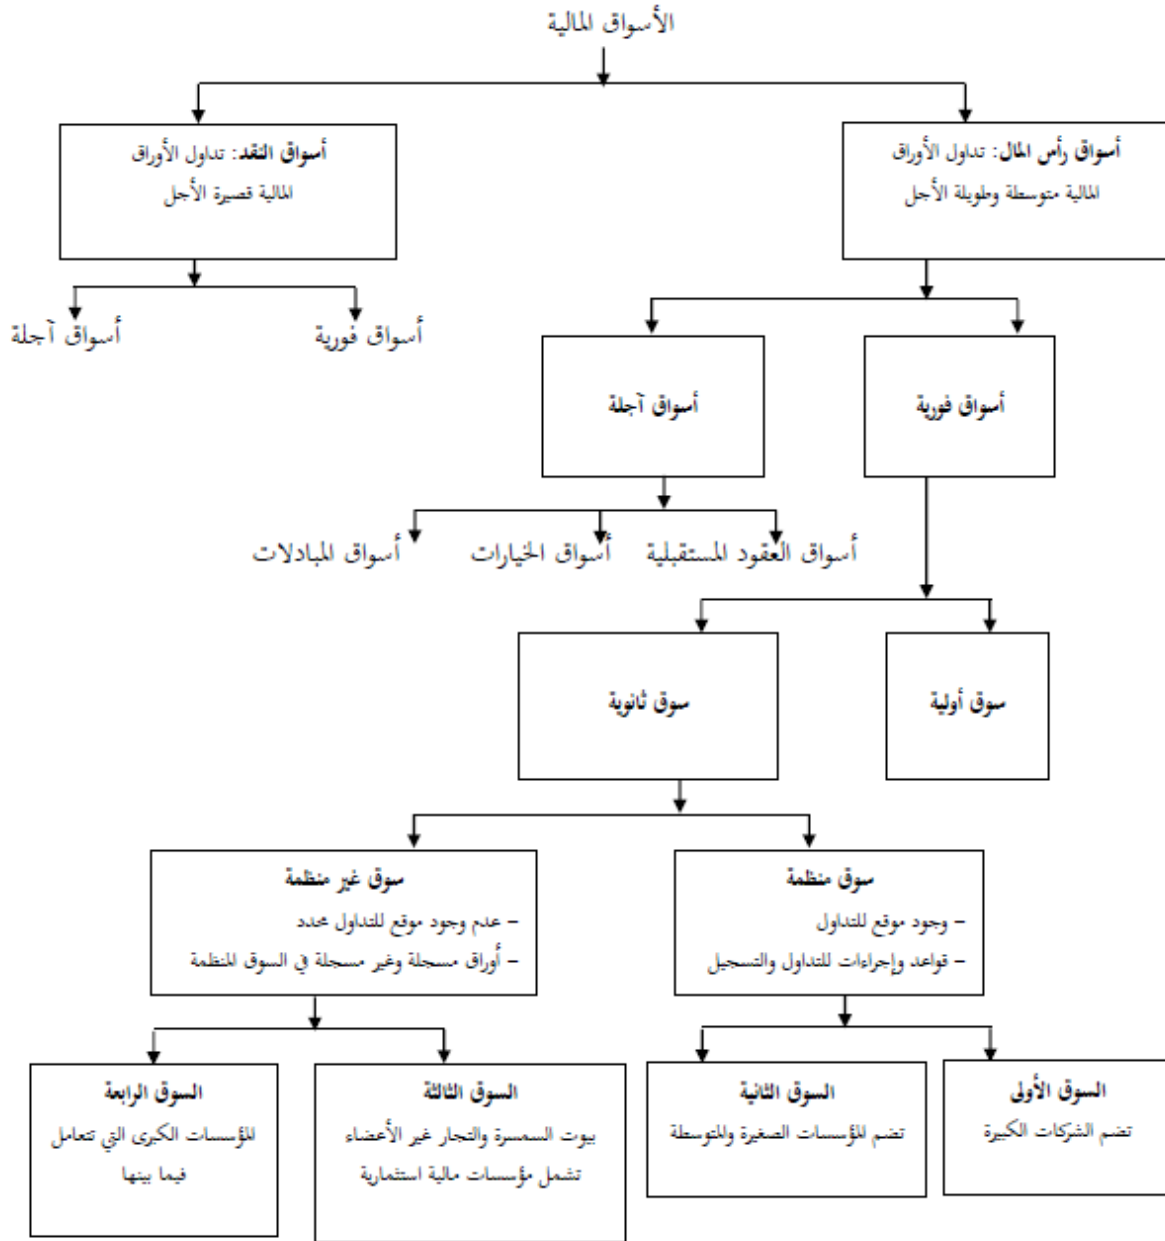 الأسواق المالية
أسواق رأس المال: تداول الأوراق
المالية متوسطة وطويلة الأجل
أسواق النقد: تداول الأوراق
المالية قصيرة الأجل
أسواق فورية
أسواق آجلة
أسواق فورية
أسواق آجلة
أسواق العقود المستقبلية
أسواق الخيارات
أسواق المبادلات
سوق أولية
سوق ثانوية
سوق منظمة
– وجود موقع للتداول
– قواعد وإجراءات للتداول والتسجيل
سوق غير منظمة
– عدم وجود موقع للتداول محدد
– أوراق مسجلة وغير مسجلة في السوق المنظمة
السوق الأولى
تضم الشركات الكبيرة
السوق الثانية
تضم المؤسسات الصغيرة والمتوسطة
السوق الثالثة
بيوت السمسرة والتجار غير الأعضاء
تشمل مؤسسات مالية استثمارية
السوق الرابعة
المؤسسات الكبرى التي تتعامل
فيما بينها